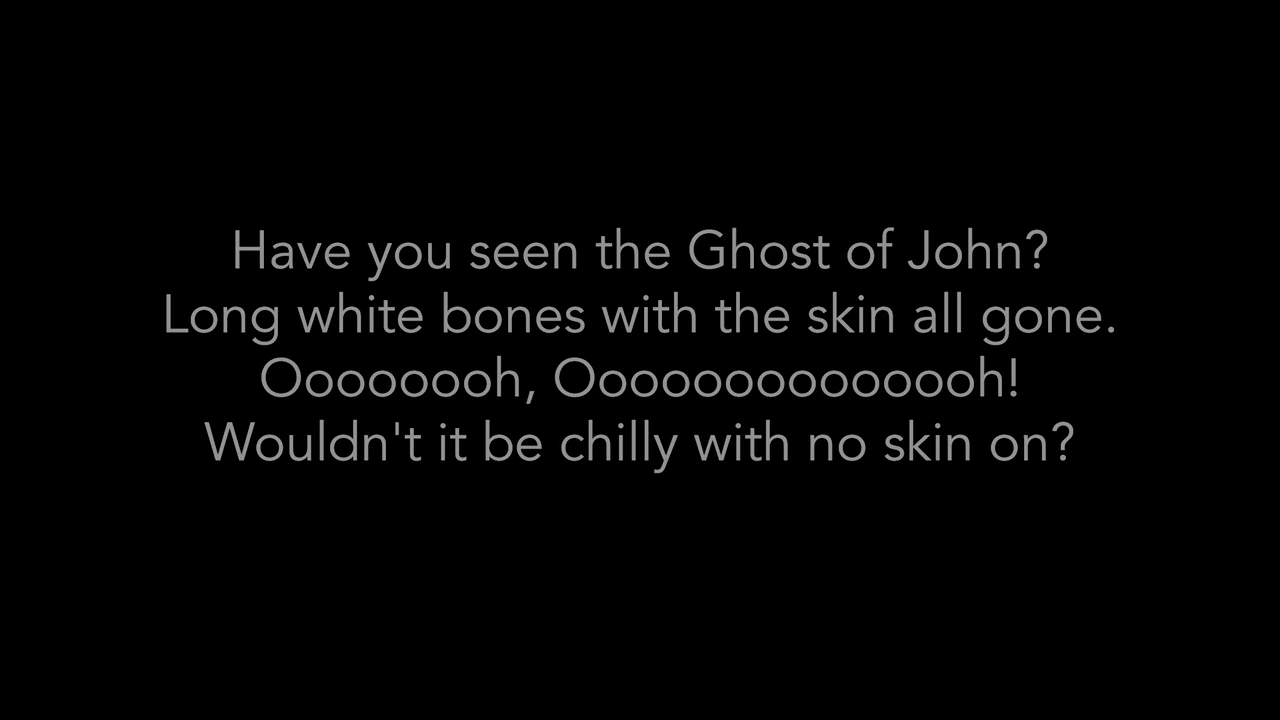 Have you seen the Ghost of John?
Long white bones with the skin all gone.
Oooooooh, Oooooooooooooh!
Wouldn't it be chilly with no skin on?